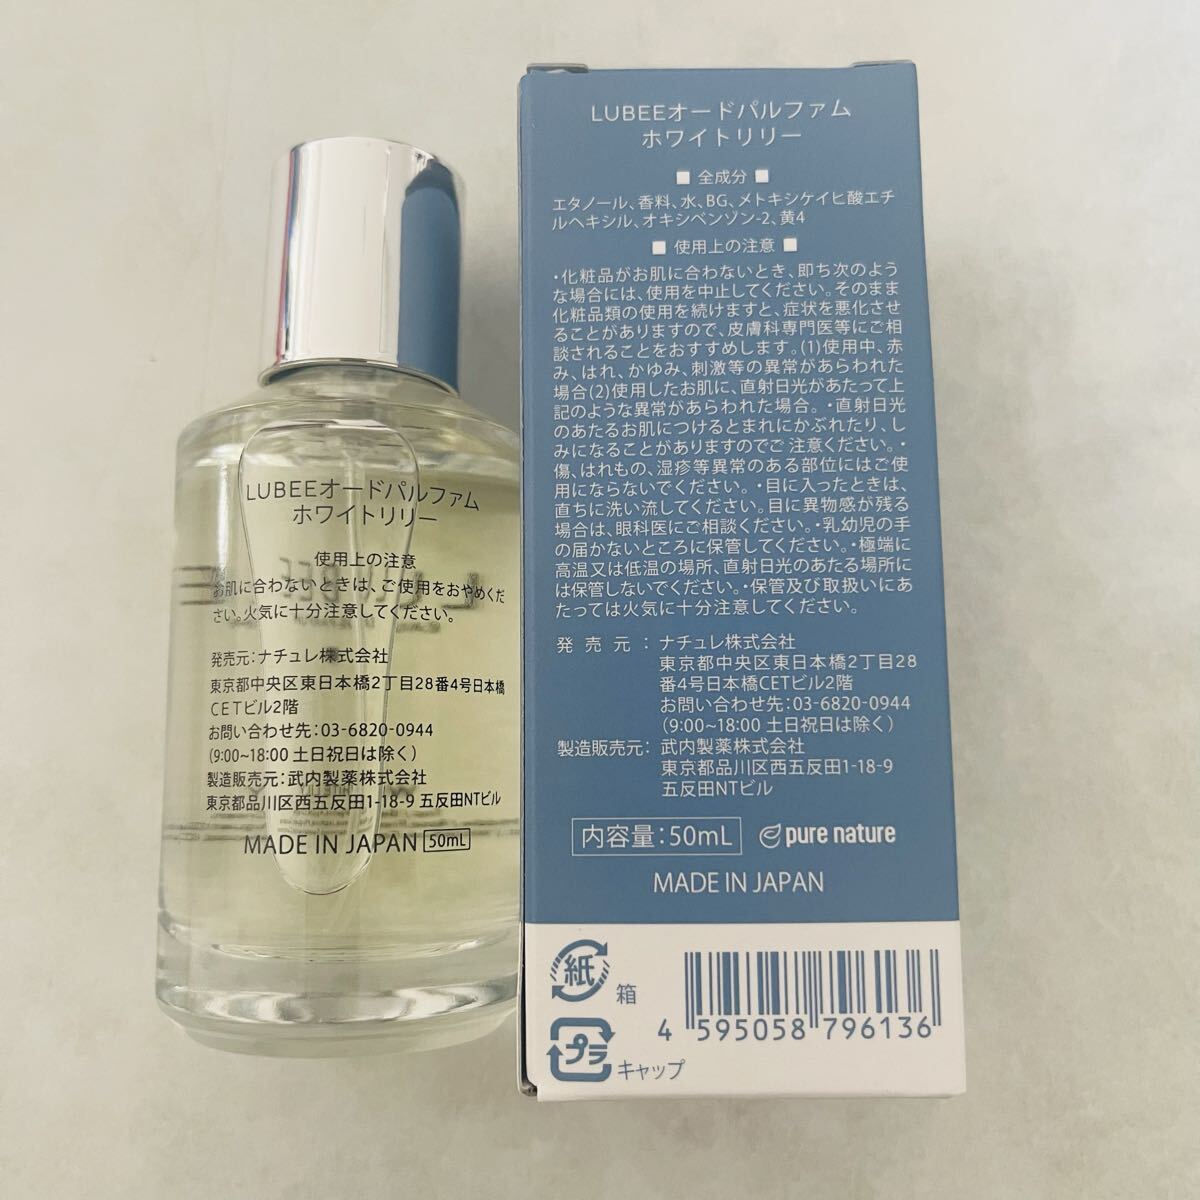 LUBEEオードパルファム
ホワイトリリー
使用上の注意
お肌に合わないときは、ご使用をおやめくだ
さい。火気に十分注意してください。
発売元:ナチュレ株式会社
東京都中央区東日本橋2丁目28番4号日本橋
CETビル2階
お問い合わせ先:03-6820-0944
(9:00~18:00 土日祝日は除く)
製造販売元:武内製薬株式会社
東京都品川区西五反田1-18-9 五反田NTビル
MADE IN JAPAN 50mL
LUBEEオードパルファム
ホワイトリリー
■ 全成分 ■
エタノール、香料、水、BG、メトキシケイヒ酸エチ
ルヘキシル、オキシベンゾン-2、黄4
■ 使用上の注意 ■
・化粧品がお肌に合わないとき、即ち次のよう
な場合には、使用を中止してください。そのまま
化粧品類の使用を続けますと、症状を悪化させ
ることがありますので、皮膚科専門医等にご相
談されることをおすすめします。(1)使用中、赤
み、はれ、かゆみ、刺激等の異常があらわれた
場合(2)使用したお肌に、直射日光があたって上
記のような異常があらわれた場合。・直射日光
のあたるお肌につけるとまれにかぶれたり、し
みになることがありますのでご注意ください。・
傷、はれもの、湿疹等異常のある部位にはご使
用にならないでください。・目に入ったときは、
直ちに洗い流してください。目に異物感が残る
場合は、眼科医にご相談ください。・乳幼児の手
の届かないところに保管してください。・極端に
高温又は低温の場所、直射日光のあたる場所に
は保管しないでください。・保管及び取扱いにあ
たっては火気に十分注意してください。
発売元:ナチュレ株式会社
東京都中央区東日本橋2丁目28
番4号日本橋CETビル2階
お問い合わせ先:03-6820-0944
(9:00~18:00 土日祝日は除く)
製造販売元:武内製薬株式会社
東京都品川区西五反田1-18-9
五反田NTビル
内容量:50mL pure nature
MADE IN JAPAN
紙 箱
プラ キャップ
4 595058 796136